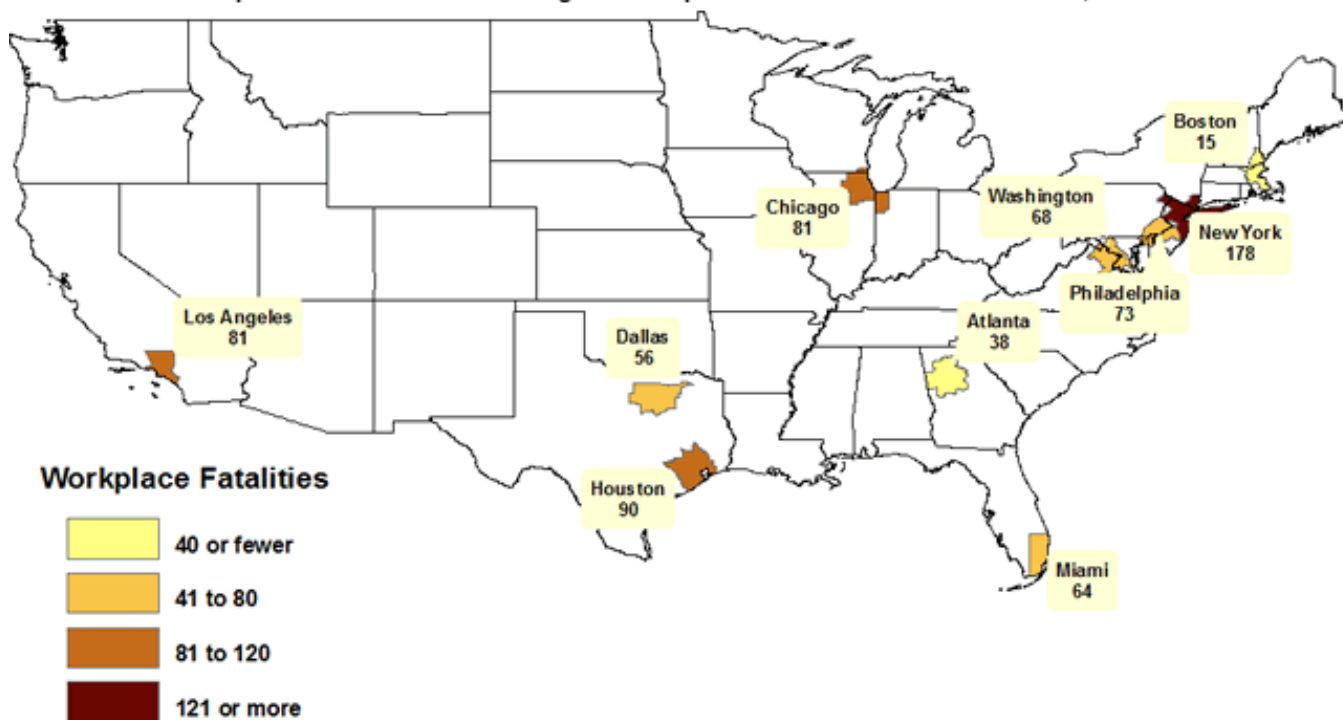 Boston
15
Washington
68
Chicago
81
New York
178
Philadelphia
73
Los Angeles
81
Dallas
56
Atlanta
38
Houston
90
Miami
64
Workplace Fatalities
40 or fewer
41 to 80
81 to 120
121 or more